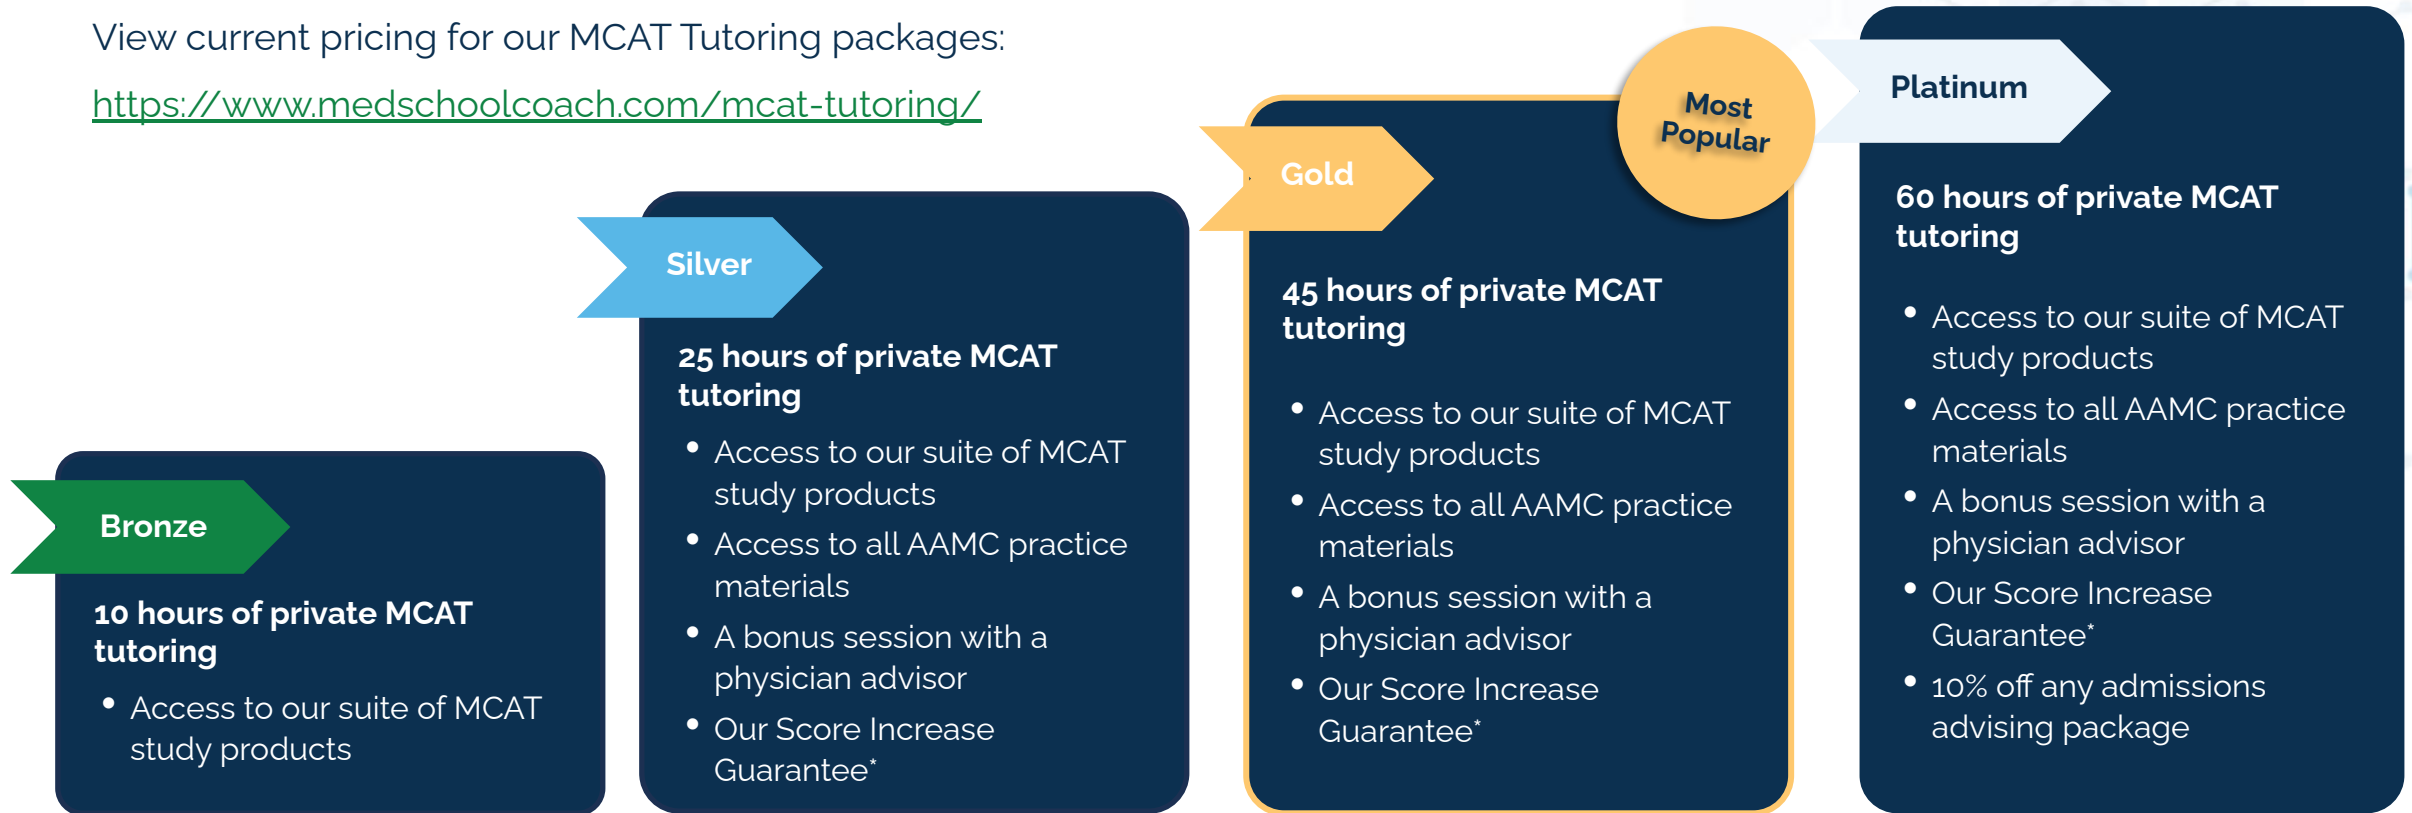 View current pricing for our MCAT Tutoring packages:
https://www.medschoolcoach.com/mcat-tutoring/
Bronze
10 hours of private MCAT
tutoring
• Access to our suite of MCAT
study products
Silver
25 hours of private MCAT
tutoring
• Access to our suite of MCAT
study products
• Access to all AAMC practice
materials
• A bonus session with a
physician advisor
• Our Score Increase
Guarantee*
Gold
Most
Popular
45 hours of private MCAT
tutoring
• Access to our suite of MCAT
study products
• Access to all AAMC practice
materials
• A bonus session with a
physician advisor
• Our Score Increase
Guarantee*
Platinum
60 hours of private MCAT
tutoring
• Access to our suite of MCAT
study products
• Access to all AAMC practice
materials
• A bonus session with a
physician advisor
• Our Score Increase
Guarantee*
• 10% off any admissions
advising package